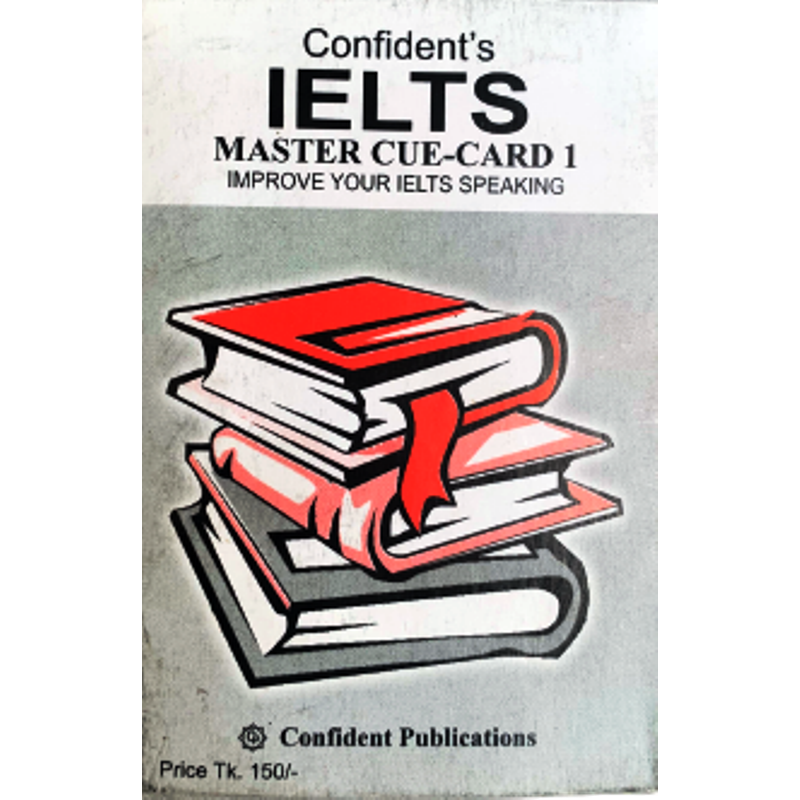 Confident's
IELTS
MASTER CUE-CARD 1
IMPROVE YOUR IELTS SPEAKING
Confident Publications
Price Tk. 150/-